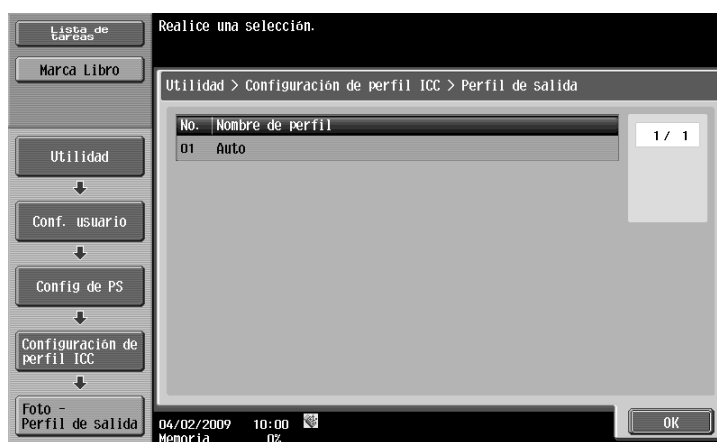 Lista de
tareas
Realice una selección.
Marca Libro
Utilidad > Configuración de perfil ICC > Perfil de salida
No. Nombre de perfil
1/ 1
01 Auto
Utilidad
Conf. usuario
Config de PS
Configuración de
perfil ICC
Foto -
Perfil de salida
04/02/2009 10:00
Memoria 0%
OK